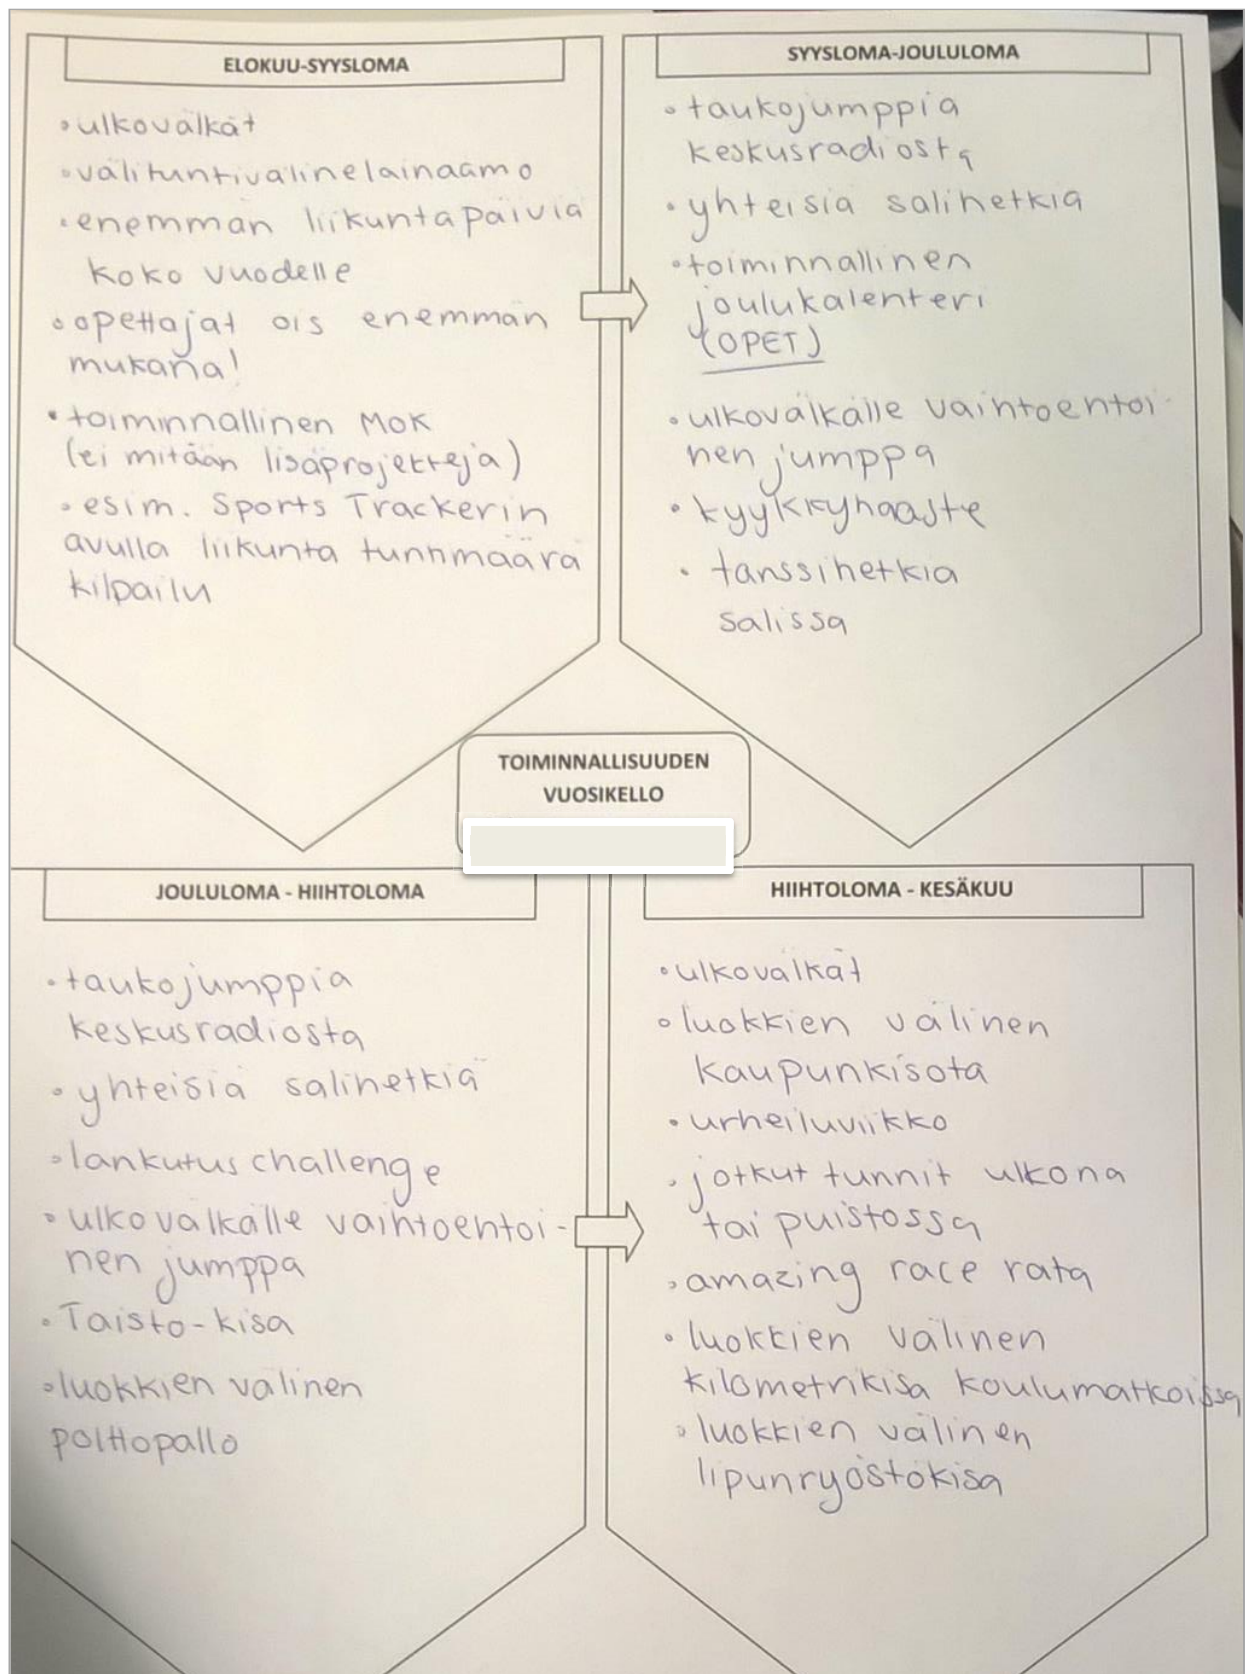 ELOKUU-SYYSLOMA
• ulkovälkät
• välituntivälinelainaamo
• enemmän liikuntapäiviä
koko vuodelle
• opettajat ois enemmän
mukana!
• toiminnallinen MOK
(ei mitään lisäprojekteja)
• esim. Sports Trackerin
avulla liikunta tuntimäärä
kilpailu
SYYSLOMA-JOULULOMA
• taukojumppia
keskusradiosta
• yhteisiä salihetkiä
• toiminnallinen
joulukalenteri
(OPET)
• ulkovälkälle vaihtoehtoi-
nen jumppa
• kyykkyhaaste
• tanssihetkiä
salissa
TOIMINNALLISUUDEN
VUOSIKELLO
JOULULOMA - HIIHTOLOMA
• taukojumppia
keskusradiosta
• yhteisiä salihetkiä
• lankutus challenge
• ulkovälkälle vaihtoehtoi-
nen jumppa
• Taisto-kisa
• luokkien välinen
polttopallo
HIIHTOLOMA - KESÄKUU
• ulkovälkät
• luokkien välinen
kaupunkisota
• urheiluviikko
• jotkut tunnit ulkona
tai puistossa
• amazing race rata
• luokkien välinen
kilometrikisa koulumatkoissa
• luokkien välinen
lipunryöstökisa